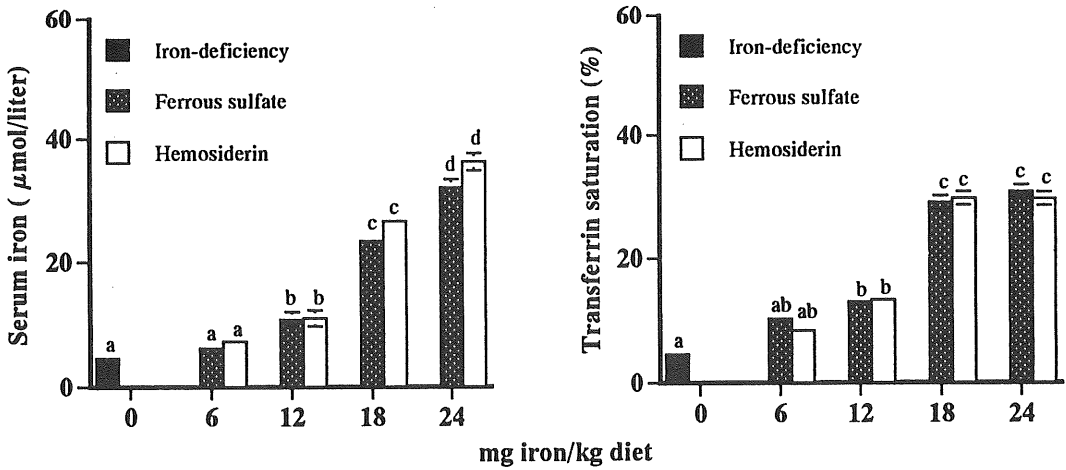 Serum iron ( μmol/liter)
60
40
20
0
Iron-deficiency
Ferrous sulfate
Hemosiderin
a
a a
b b
c c
d d
0 6 12 18 24
Transferrin saturation (%)
60
40
20
0
Iron-deficiency
Ferrous sulfate
Hemosiderin
a
ab ab
b b
c c
c c
0 6 12 18 24
mg iron/kg diet